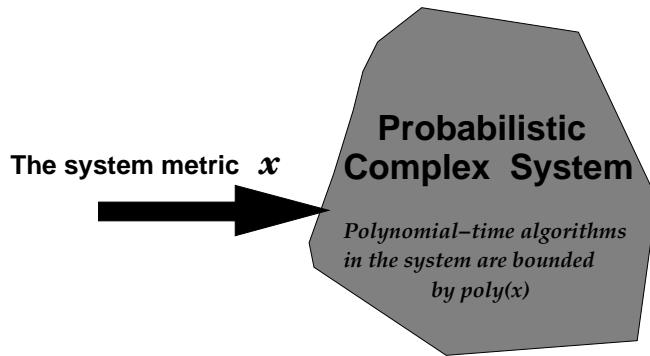 The system metric x
Probabilistic
Complex System
Polynomial−time algorithms
in the system are bounded
by poly(x)